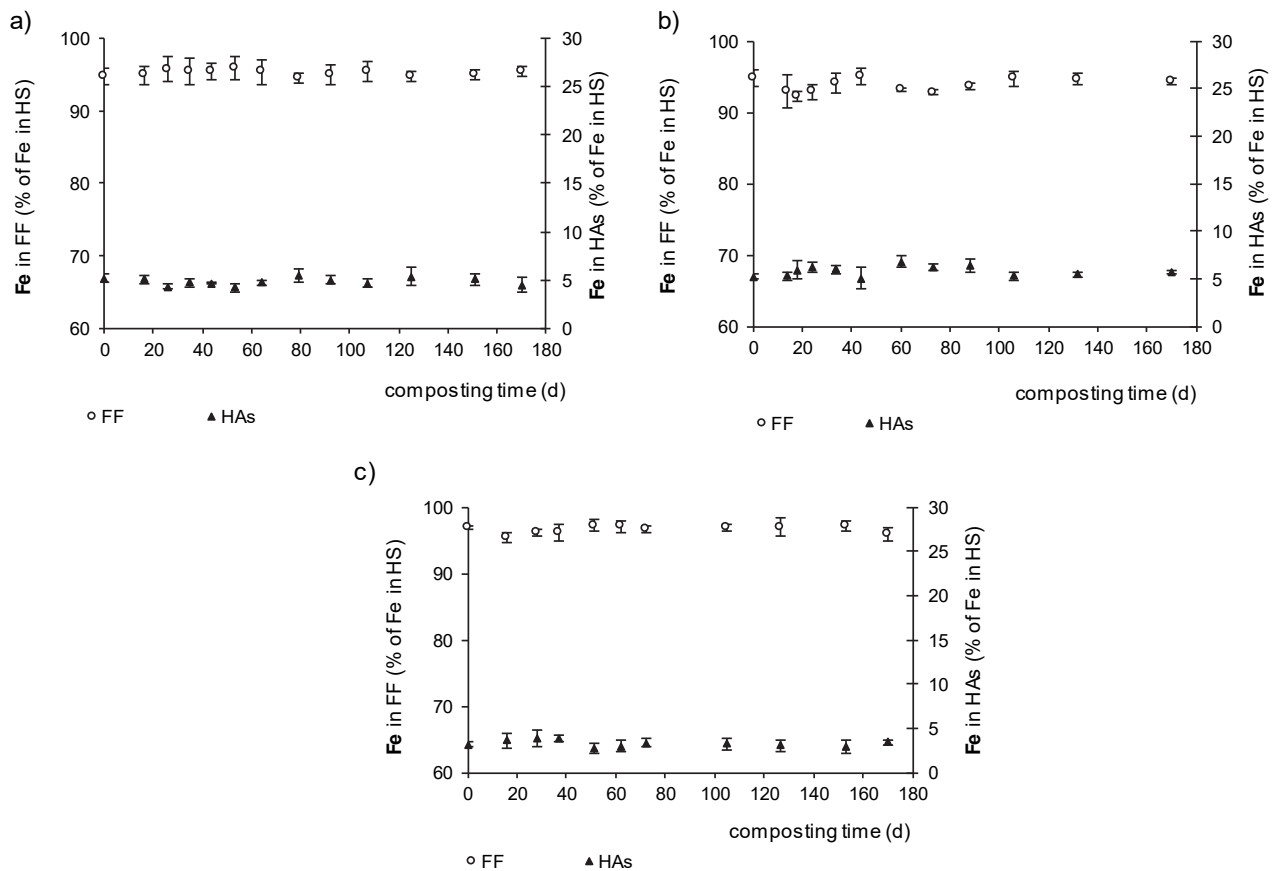 a)
Fe in FF (% of Fe in HS)
100
90
80
70
60
30
25
20
15
10
5
0
Fe in HAs (% of Fe in HS)
0 20 40 60 80 100 120 140 160 180
composting time (d)
FF HAs
b)
Fe in FF (% of Fe in HS)
100
90
80
70
60
30
25
20
15
10
5
0
Fe in HAs (% of Fe in HS)
0 20 40 60 80 100 120 140 160 180
composting time (d)
FF HAs
c)
Fe in FF (% of Fe in HS)
100
90
80
70
60
30
25
20
15
10
5
0
Fe in HAs (% of Fe in HS)
0 20 40 60 80 100 120 140 160 180
composting time (d)
FF HAs